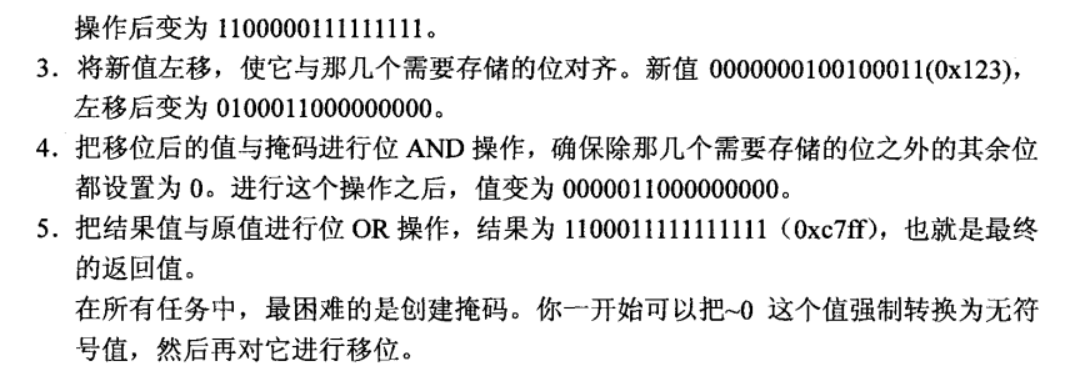 操作后变为 1100000111111111。
3．将新值左移，使它与那几个需要存储的位对齐。新值 0000000100100011(0x123)，
左移后变为 0100011000000000。
4．把移位后的值与掩码进行位 AND 操作，确保除那几个需要存储的位之外的其余位
都设置为 0。进行这个操作之后，值变为 0000011000000000。
5．把结果值与原值进行位 OR 操作，结果为 1100011111111111（0xc7ff），也就是最终
的返回值。
在所有任务中，最困难的是创建掩码。你一开始可以把~0 这个值强制转换为无符
号值，然后再对它进行移位。